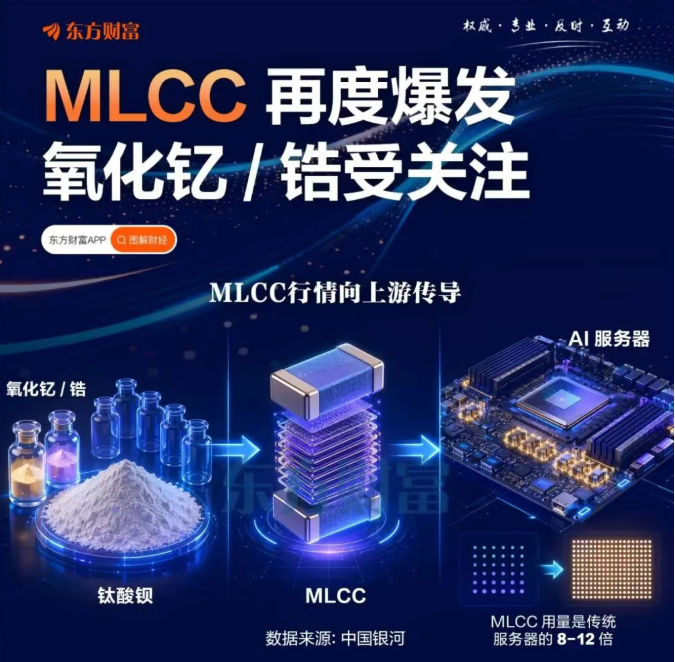 东方财富
权威·专业·及时·互动
MLCC 再度爆发
氧化钇 / 锆受关注
东方财富APP 图解财经
MLCC行情向上游传导
AI 服务器
氧化钇 / 锆
东方财富
钛酸钡
MLCC
MLCC 用量是传统
服务器的 8-12 倍
数据来源: 中国银河